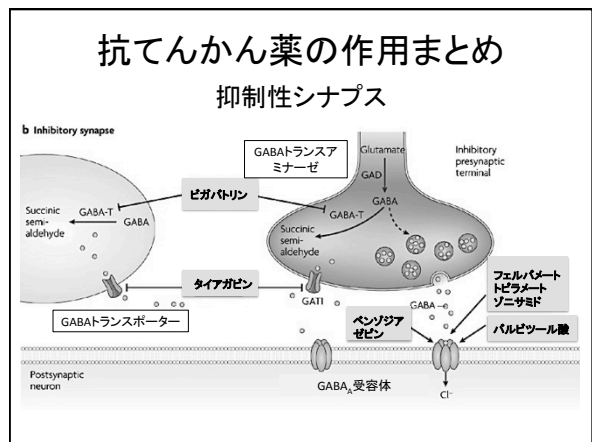 抗てんかん薬の作用まとめ
抑制性シナプス
b Inhibitory synapse
GABAトランスア
ミナーゼ
Glutamate
Inhibitory
presynaptic
terminal
GAD
ビガバトリン
GABA
GABA-T
Succinic
semi-
aldehyde
GABA-T
GABA
Succinic
semi-
aldehyde
タイアガビン
GAT1
GABA
フェルバメート
トピラメート
ゾニサミド
GABAトランスポーター
ベンゾジア
ゼピン
バルビツール酸
Postsynaptic
neuron
GABAA受容体
Cl⁻